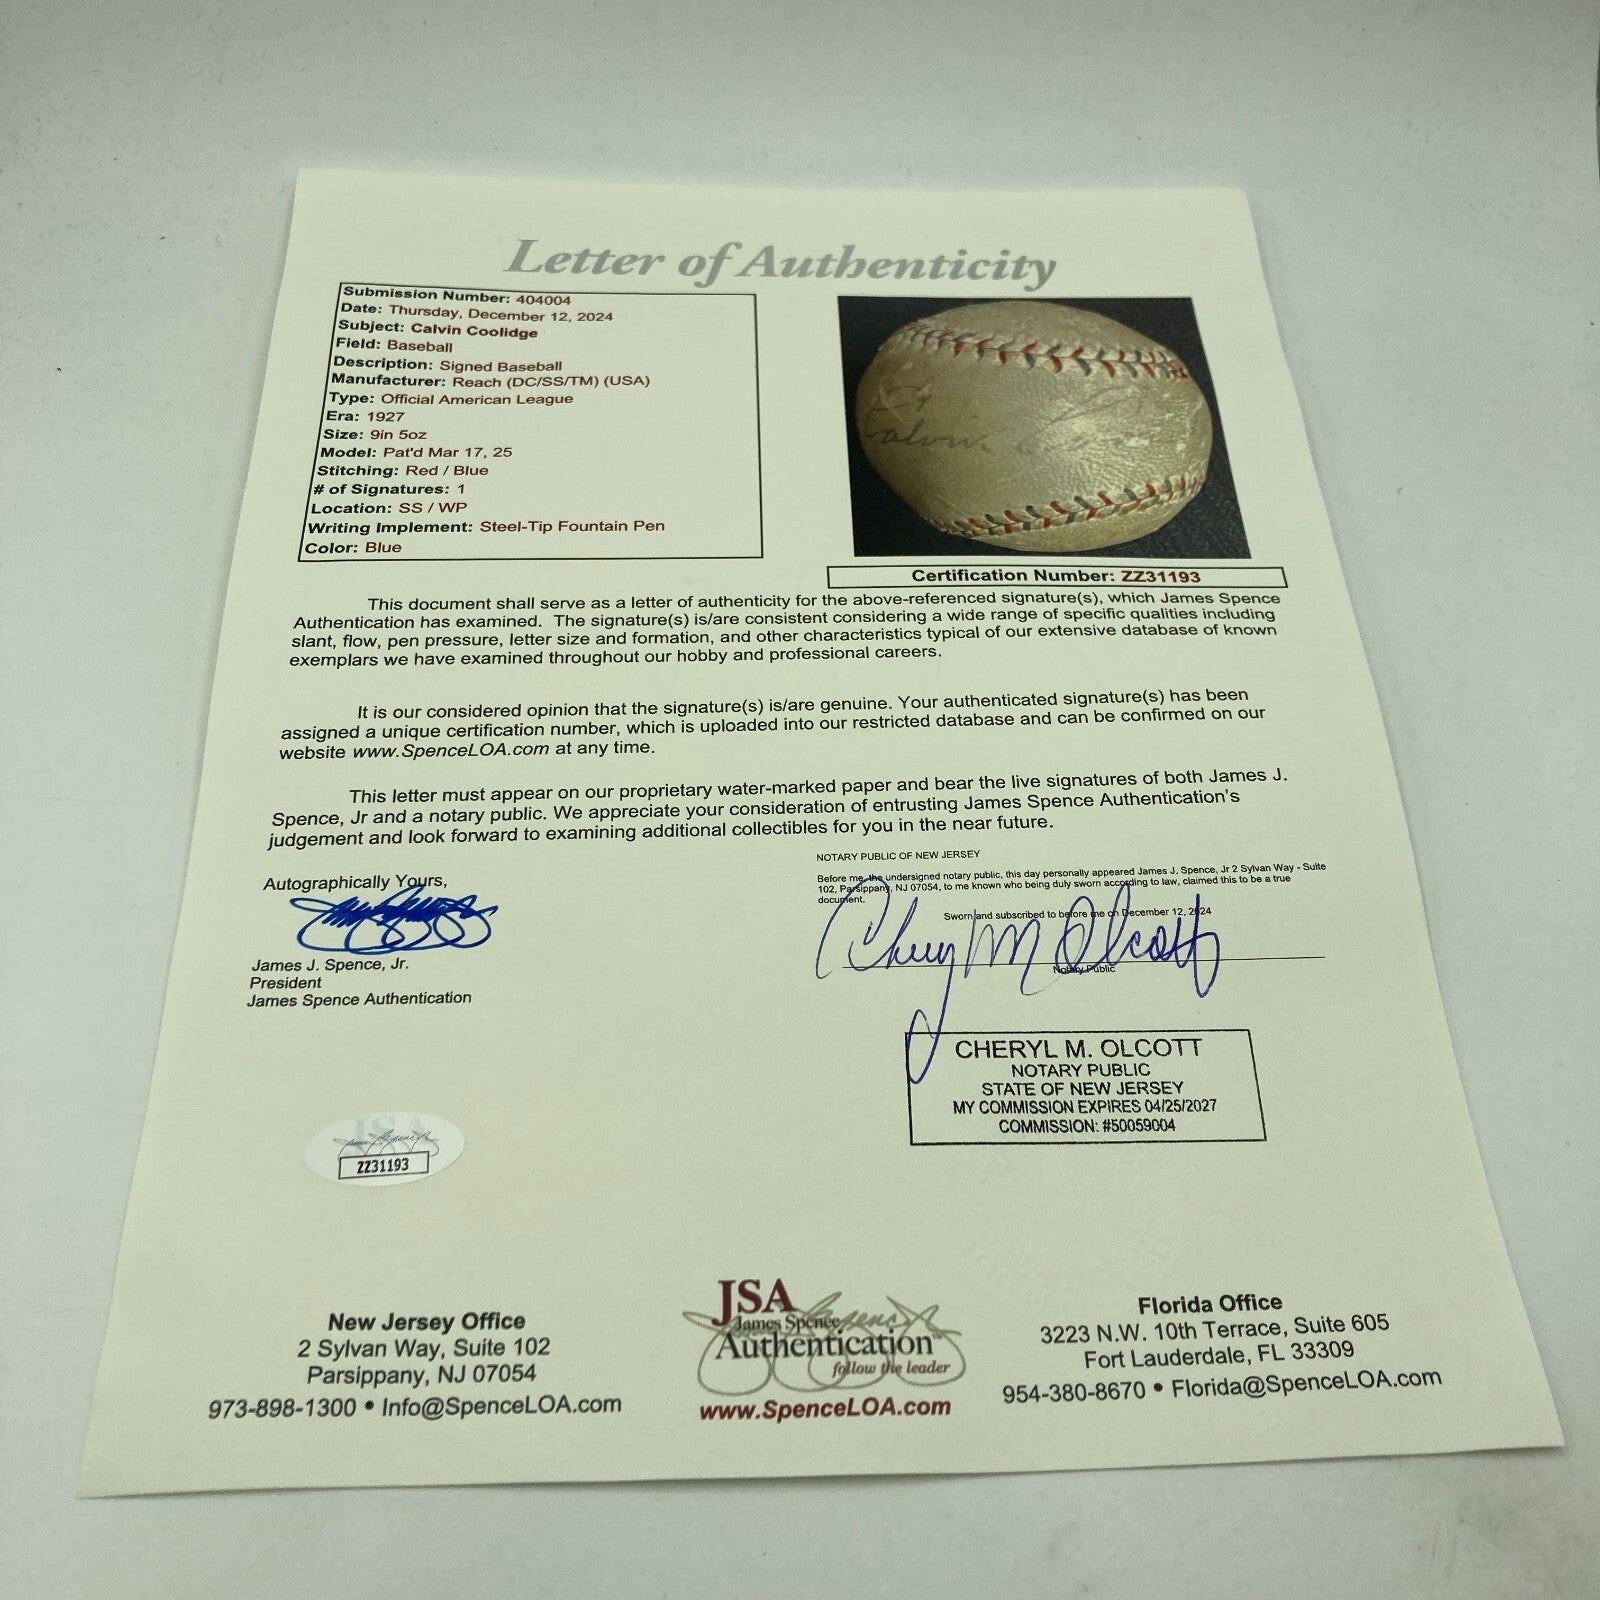 Letter of Authenticity
Submission Number: 404004
Date: Thursday, December 12, 2024
Subject: Calvin Coolidge
Field: Baseball
Description: Signed Baseball
Manufacturer: Reach (DC/SS/TM) (USA)
Type: Official American League
Era: 1927
Size: 9in 5oz
Model: Pat'd Mar 17, 25
Stitching: Red / Blue
# of Signatures: 1
Location: SS / WP
Writing Implement: Steel-Tip Fountain Pen
Color: Blue
Calvin
Certification Number: ZZ31193
This document shall serve as a letter of authenticity for the above-referenced signature(s), which James Spence
Authentication has examined. The signature(s) is/are consistent considering a wide range of specific qualities including
slant, flow, pen pressure, letter size and formation, and other characteristics typical of our extensive database of known
exemplars we have examined throughout our hobby and professional careers.
It is our considered opinion that the signature(s) is/are genuine. Your authenticated signature(s) has been
assigned a unique certification number, which is uploaded into our restricted database and can be confirmed on our
website www.SpenceLOA.com at any time.
This letter must appear on our proprietary water-marked paper and bear the live signatures of both James J.
Spence, Jr and a notary public. We appreciate your consideration of entrusting James Spence Authentication's
judgement and look forward to examining additional collectibles for you in the near future.
Autographically Yours,
James J. Spence, Jr.
President
James Spence Authentication
NOTARY PUBLIC OF NEW JERSEY
Before me, the undersigned notary public, this day personally appeared James J. Spence, Jr 2 Sylvan Way - Suite
102, Parsippany, NJ 07054, to me known who being duly sworn according to law, claimed this to be a true
document.
Sworn and subscribed to before me on December 12, 2024
Cheryl M Olcott
Notary Public
CHERYL M. OLCOTT
NOTARY PUBLIC
STATE OF NEW JERSEY
MY COMMISSION EXPIRES 04/25/2027
COMMISSION: #50059004
JSA
ZZ31193
New Jersey Office
2 Sylvan Way, Suite 102
Parsippany, NJ 07054
973-898-1300 • Info@SpenceLOA.com
JSA
James Spence
Authentication™
follow the leader
www.SpenceLOA.com
Florida Office
3223 N.W. 10th Terrace, Suite 605
Fort Lauderdale, FL 33309
954-380-8670 • Florida@SpenceLOA.com